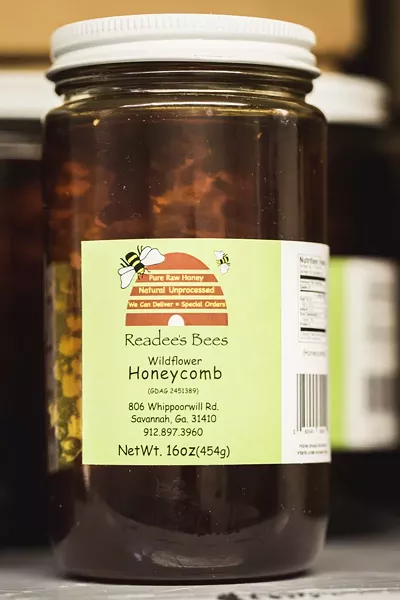 Pure Raw Honey
Natural Unprocessed
We Can Deliver * Special Orders
Readee's Bees
Wildflower
Honeycomb
(GDAG 2451389)
806 Whippoorwill Rd.
Savannah, Ga. 31410
912.897.3960
NetWt. 16oz(454g)
Nutrition Facts